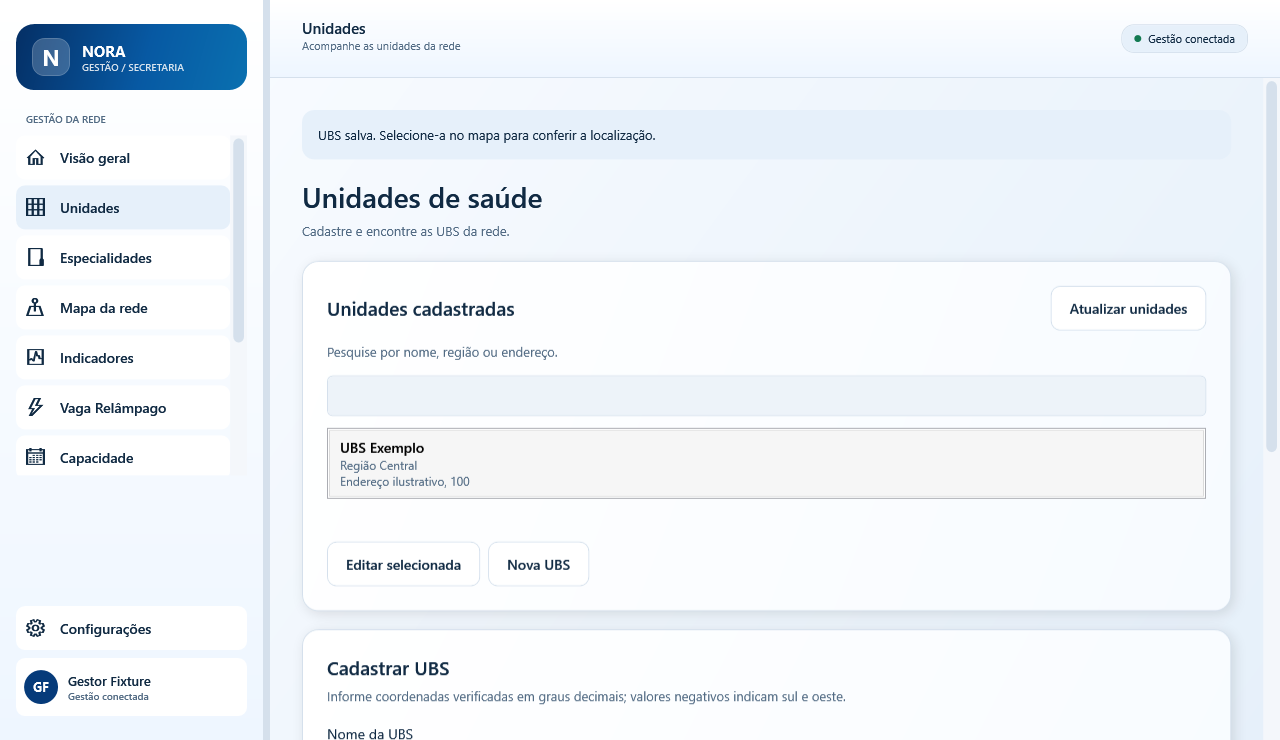 N
NORA
GESTÃO / SECRETARIA
GESTÃO DA REDE
Visão geral
Unidades
Especialidades
Mapa da rede
Indicadores
Vaga Relâmpago
Capacidade
Configurações
GF
Gestor Fixture
Gestão conectada
Unidades
Acompanhe as unidades da rede
Gestão conectada
UBS salva. Selecione-a no mapa para conferir a localização.
Unidades de saúde
Cadastre e encontre as UBS da rede.
Unidades cadastradas
Atualizar unidades
Pesquise por nome, região ou endereço.
UBS Exemplo
Região Central
Endereço ilustrativo, 100
Editar selecionada
Nova UBS
Cadastrar UBS
Informe coordenadas verificadas em graus decimais; valores negativos indicam sul e oeste.
Nome da UBS